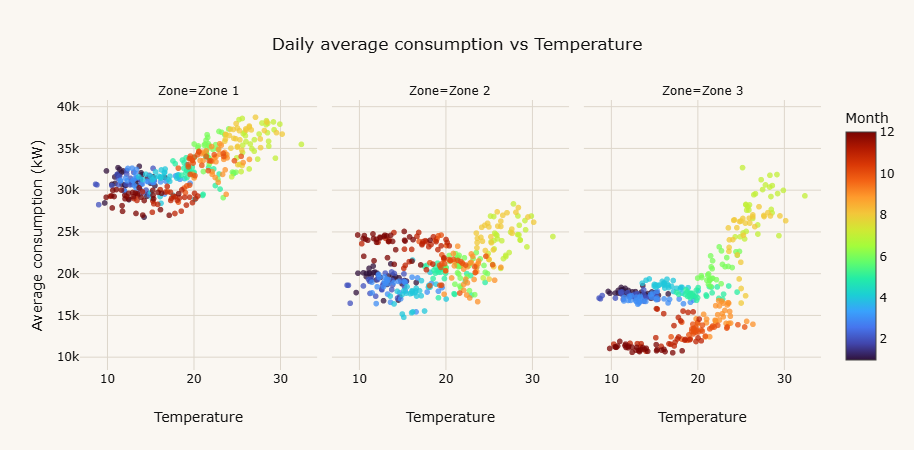 Daily average consumption vs Temperature
Zone=Zone 1
Zone=Zone 2
Zone=Zone 3
Month
Average consumption (kW)
40k
35k
30k
25k
20k
15k
10k
10 20 30
10 20 30
10 20 30
Temperature
Temperature
Temperature
12
10
8
6
4
2